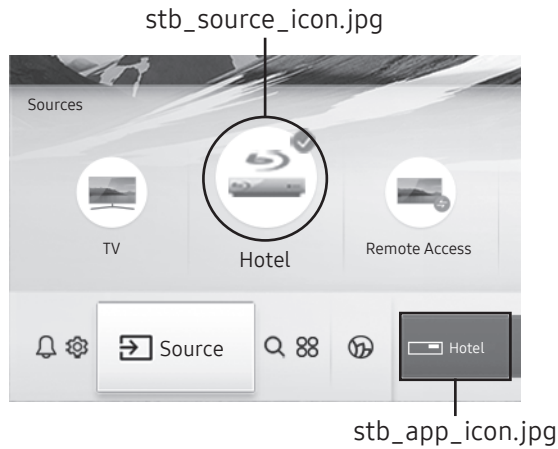 stb_source_icon.jpg
Sources
TV
Hotel
Remote Access
Source
Hotel
stb_app_icon.jpg